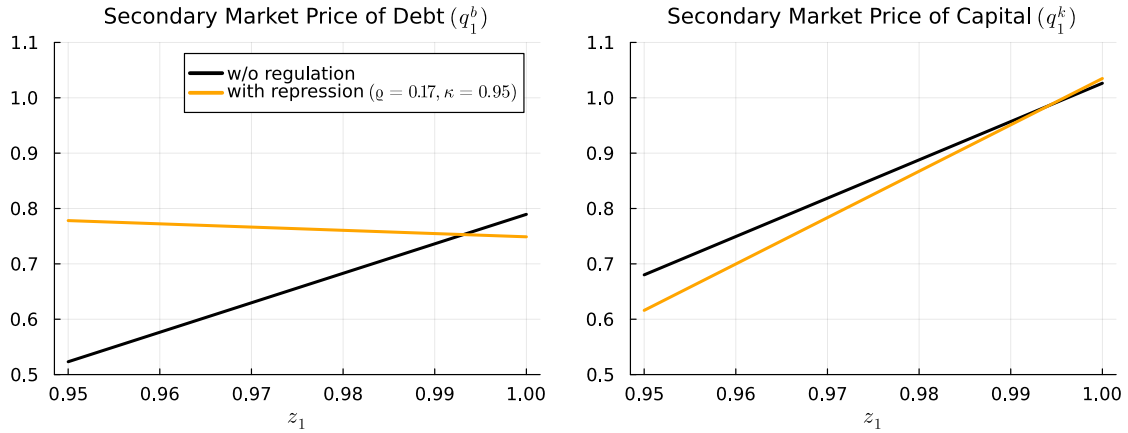 Secondary Market Price of Debt (q₁ᵇ)
w/o regulation
with repression (ϱ = 0.17, κ = 0.95)
1.1
1.0
0.9
0.8
0.7
0.6
0.5
0.95 0.96 0.97 0.98 0.99 1.00
z₁
Secondary Market Price of Capital (q₁ᵏ)
1.1
1.0
0.9
0.8
0.7
0.6
0.5
0.95 0.96 0.97 0.98 0.99 1.00
z₁